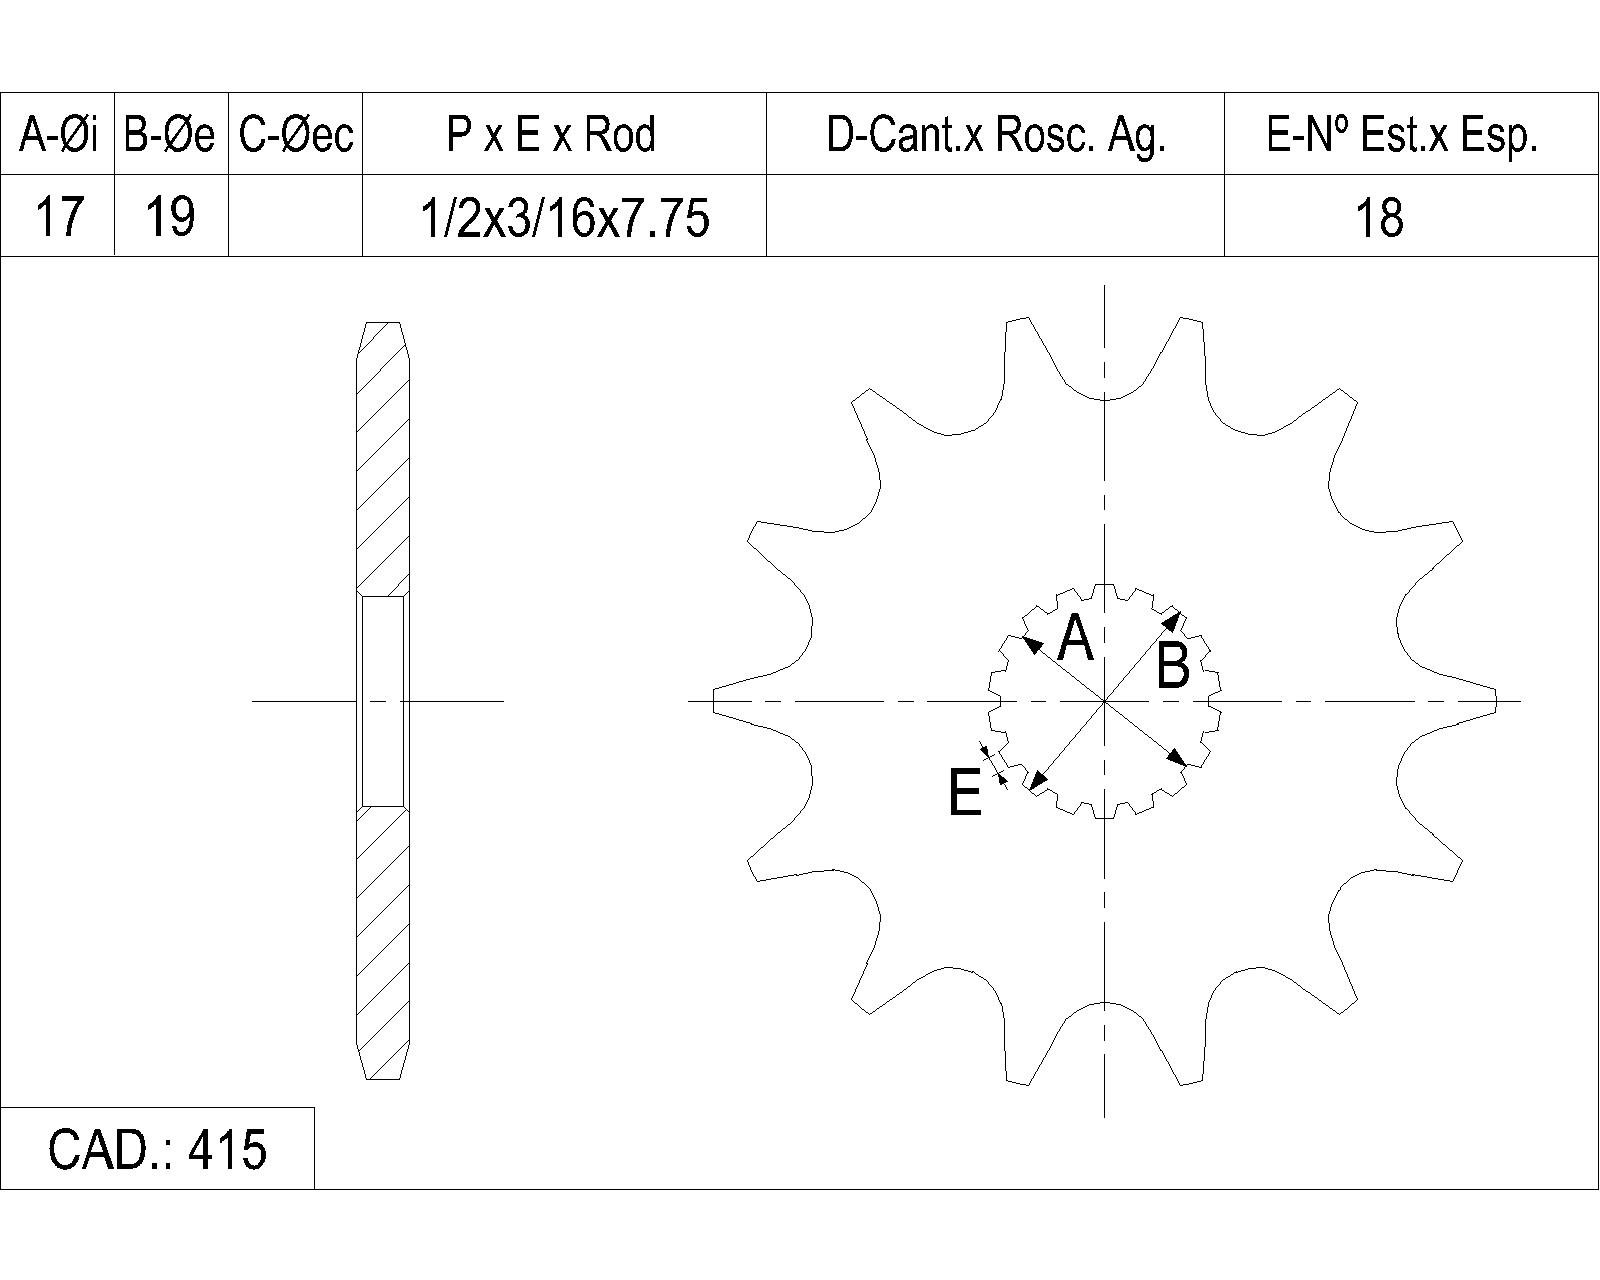 A-Øi B-Øe C-Øec P x E x Rod D-Cant.x Rosc. Ag. E-Nº Est.x Esp.
17 19 1/2x3/16x7.75 18
A
B
E
CAD.: 415